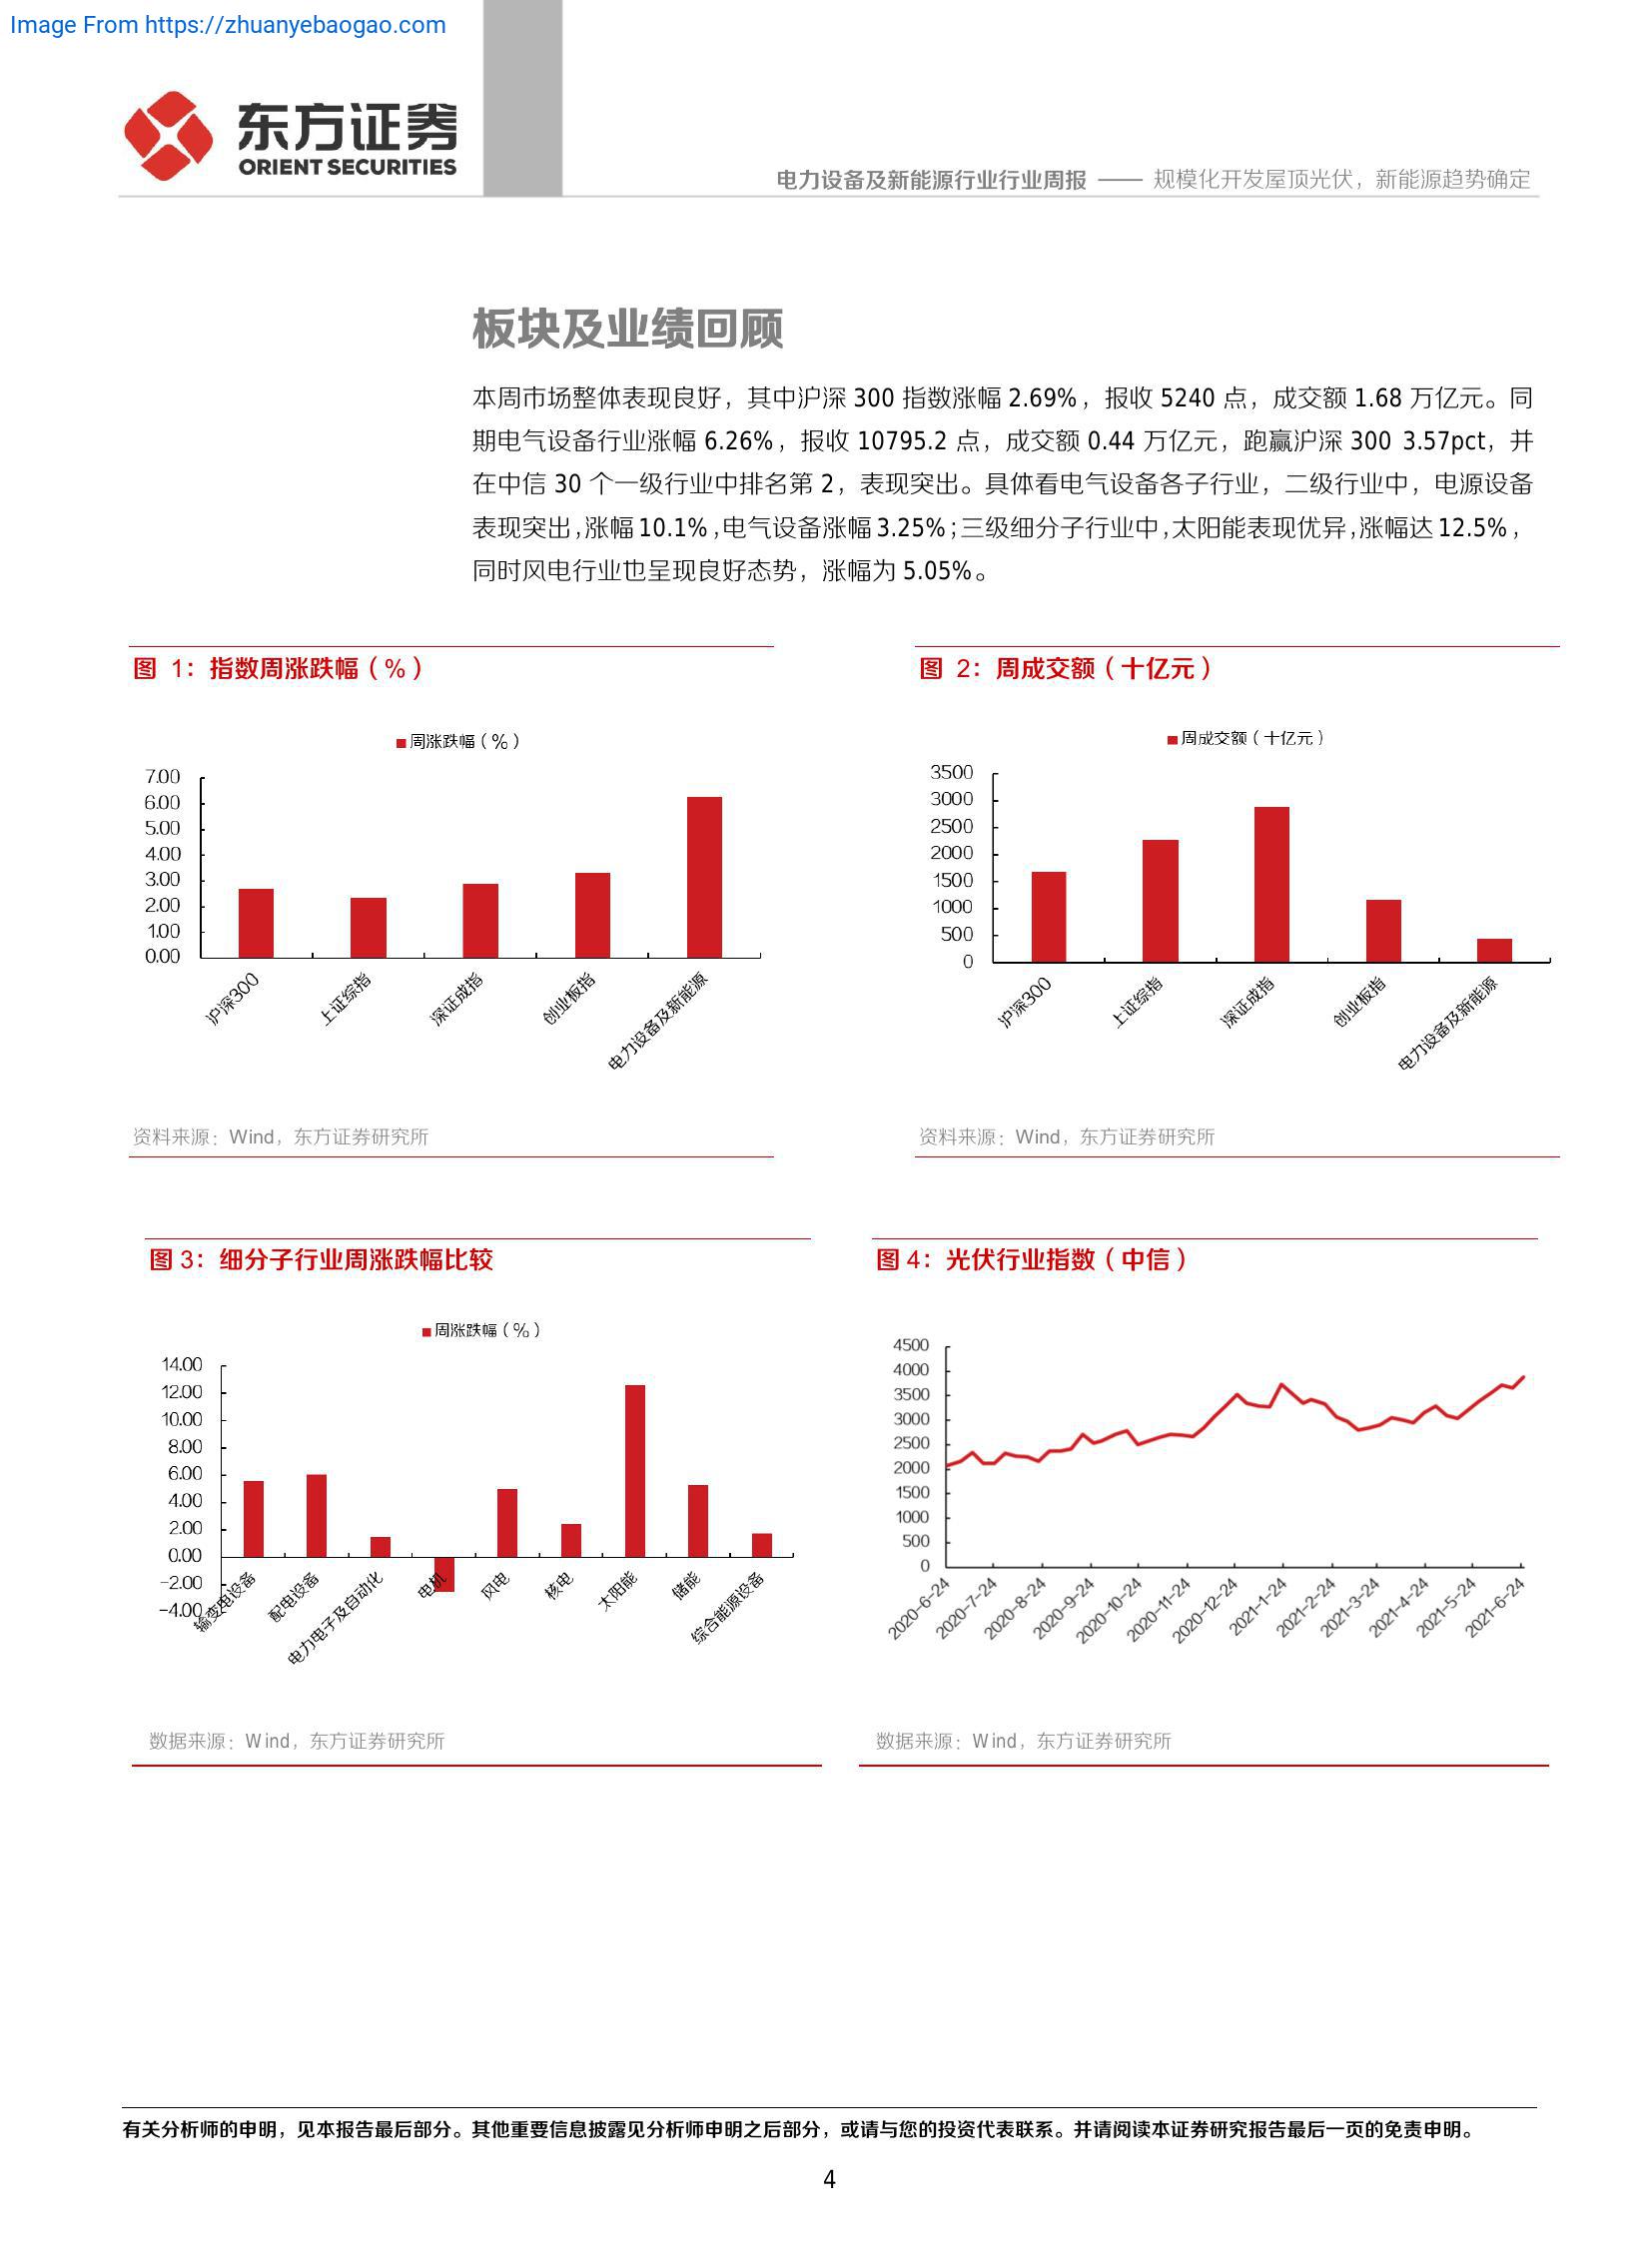 Image From https://zhuanyebaogao.com
东方证券
ORIENT SECURITIES
电力设备及新能源行业行业周报 —— 规模化开发屋顶光伏，新能源趋势确定
板块及业绩回顾
本周市场整体表现良好，其中沪深 300 指数涨幅 2.69%，报收 5240 点，成交额 1.68 万亿元。同
期电气设备行业涨幅 6.26%，报收 10795.2 点，成交额 0.44 万亿元，跑赢沪深 300 3.57pct，并
在中信 30 个一级行业中排名第 2，表现突出。具体看电气设备各子行业，二级行业中，电源设备
表现突出，涨幅 10.1%，电气设备涨幅 3.25%；三级细分子行业中，太阳能表现优异，涨幅达 12.5%，
同时风电行业也呈现良好态势，涨幅为 5.05%。
图 1：指数周涨跌幅（%）
周涨跌幅（%）
7.00
6.00
5.00
4.00
3.00
2.00
1.00
0.00
沪深300
上证综指
深证成指
创业板指
电力设备及新能源
资料来源：Wind，东方证券研究所
图 2：周成交额（十亿元）
周成交额（十亿元）
3500
3000
2500
2000
1500
1000
500
0
沪深300
上证综指
深证成指
创业板指
电力设备及新能源
资料来源：Wind，东方证券研究所
图 3：细分子行业周涨跌幅比较
周涨跌幅（%）
14.00
12.00
10.00
8.00
6.00
4.00
2.00
0.00
-2.00
-4.00
输变电设备
配电设备
电力电子及自动化
电机
风电
核电
太阳能
储能
综合能源设备
数据来源：Wind，东方证券研究所
图 4：光伏行业指数（中信）
4500
4000
3500
3000
2500
2000
1500
1000
500
0
2020-6-24
2020-7-24
2020-8-24
2020-9-24
2020-10-24
2020-11-24
2020-12-24
2021-1-24
2021-2-24
2021-3-24
2021-4-24
2021-5-24
2021-6-24
数据来源：Wind，东方证券研究所
有关分析师的申明，见本报告最后部分。其他重要信息披露见分析师申明之后部分，或请与您的投资代表联系。并请阅读本证券研究报告最后一页的免责申明。
4